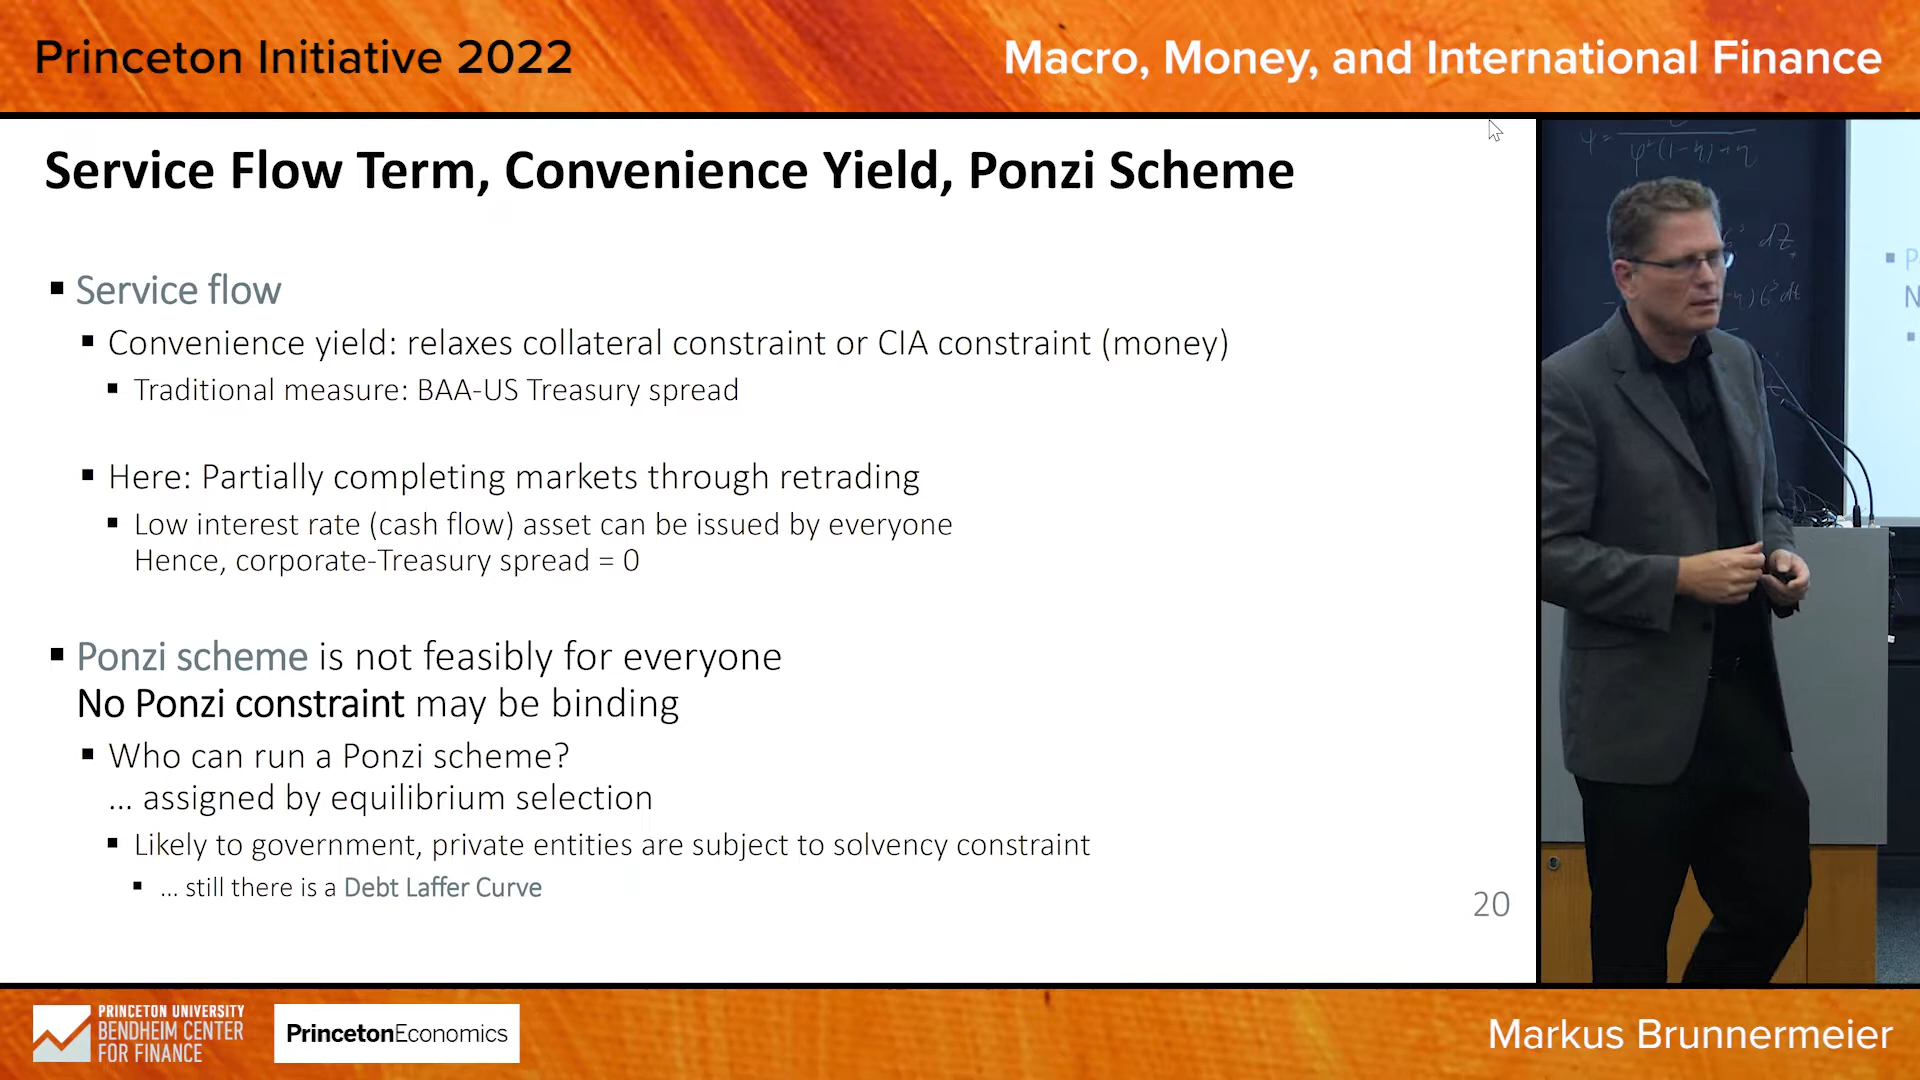 Princeton Initiative 2022
Macro, Money, and International Finance
Service Flow Term, Convenience Yield, Ponzi Scheme
▪ Service flow
▪ Convenience yield: relaxes collateral constraint or CIA constraint (money)
▪ Traditional measure: BAA-US Treasury spread
▪ Here: Partially completing markets through retrading
▪ Low interest rate (cash flow) asset can be issued by everyone
Hence, corporate-Treasury spread = 0
▪ Ponzi scheme is not feasibly for everyone
No Ponzi constraint may be binding
▪ Who can run a Ponzi scheme?
... assigned by equilibrium selection
▪ Likely to government, private entities are subject to solvency constraint
▪ ... still there is a Debt Laffer Curve
20
PRINCETON UNIVERSITY
BENDHEIM CENTER
FOR FINANCE
PrincetonEconomics
Markus Brunnermeier